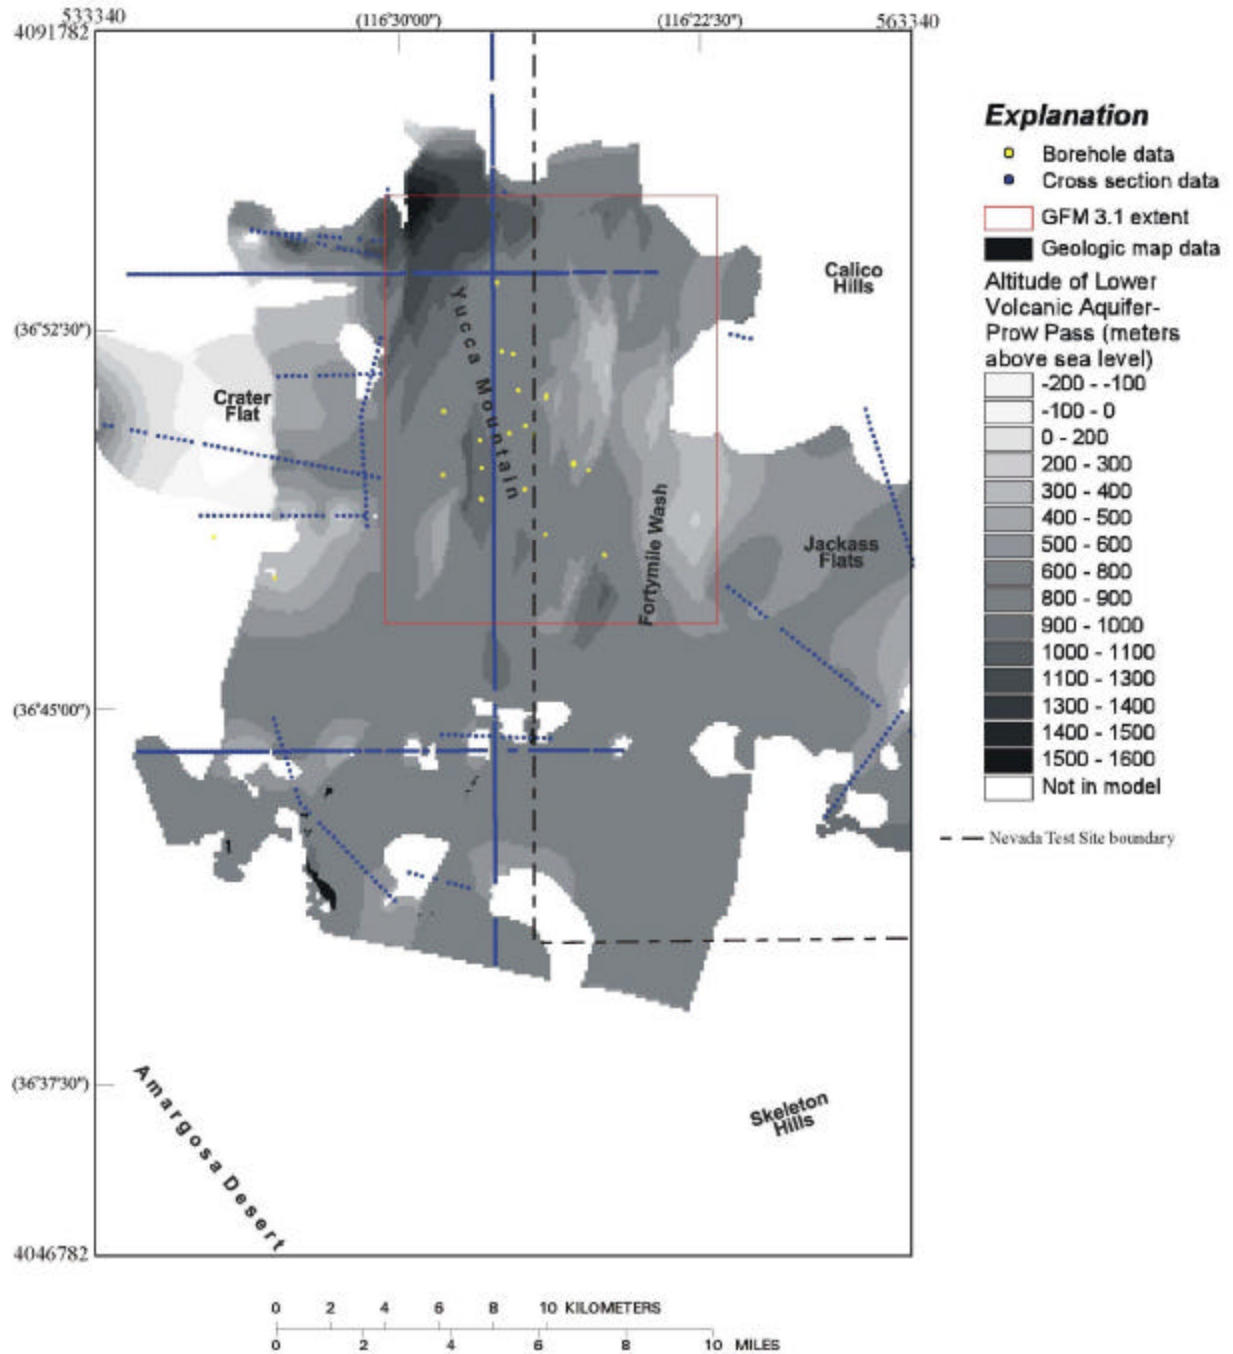 533340
(116°30'00")
(116°22'30")
563340
4091782
Explanation
Borehole data
Cross section data
GFM 3.1 extent
Geologic map data
Altitude of Lower
Volcanic Aquifer-
Prow Pass (meters
above sea level)
-200 - -100
-100 - 0
0 - 200
200 - 300
300 - 400
400 - 500
500 - 600
600 - 800
800 - 900
900 - 1000
1000 - 1100
1100 - 1300
1300 - 1400
1400 - 1500
1500 - 1600
Not in model
Nevada Test Site boundary
Calico
Hills
(36°52'30")
Yucca Mountain
Crater
Flat
Fortymile Wash
Jackass
Flats
(36°45'00")
(36°37'30")
Amargosa Desert
Skeleton
Hills
4046782
0 2 4 6 8 10 KILOMETERS
0 2 4 6 8 10 MILES